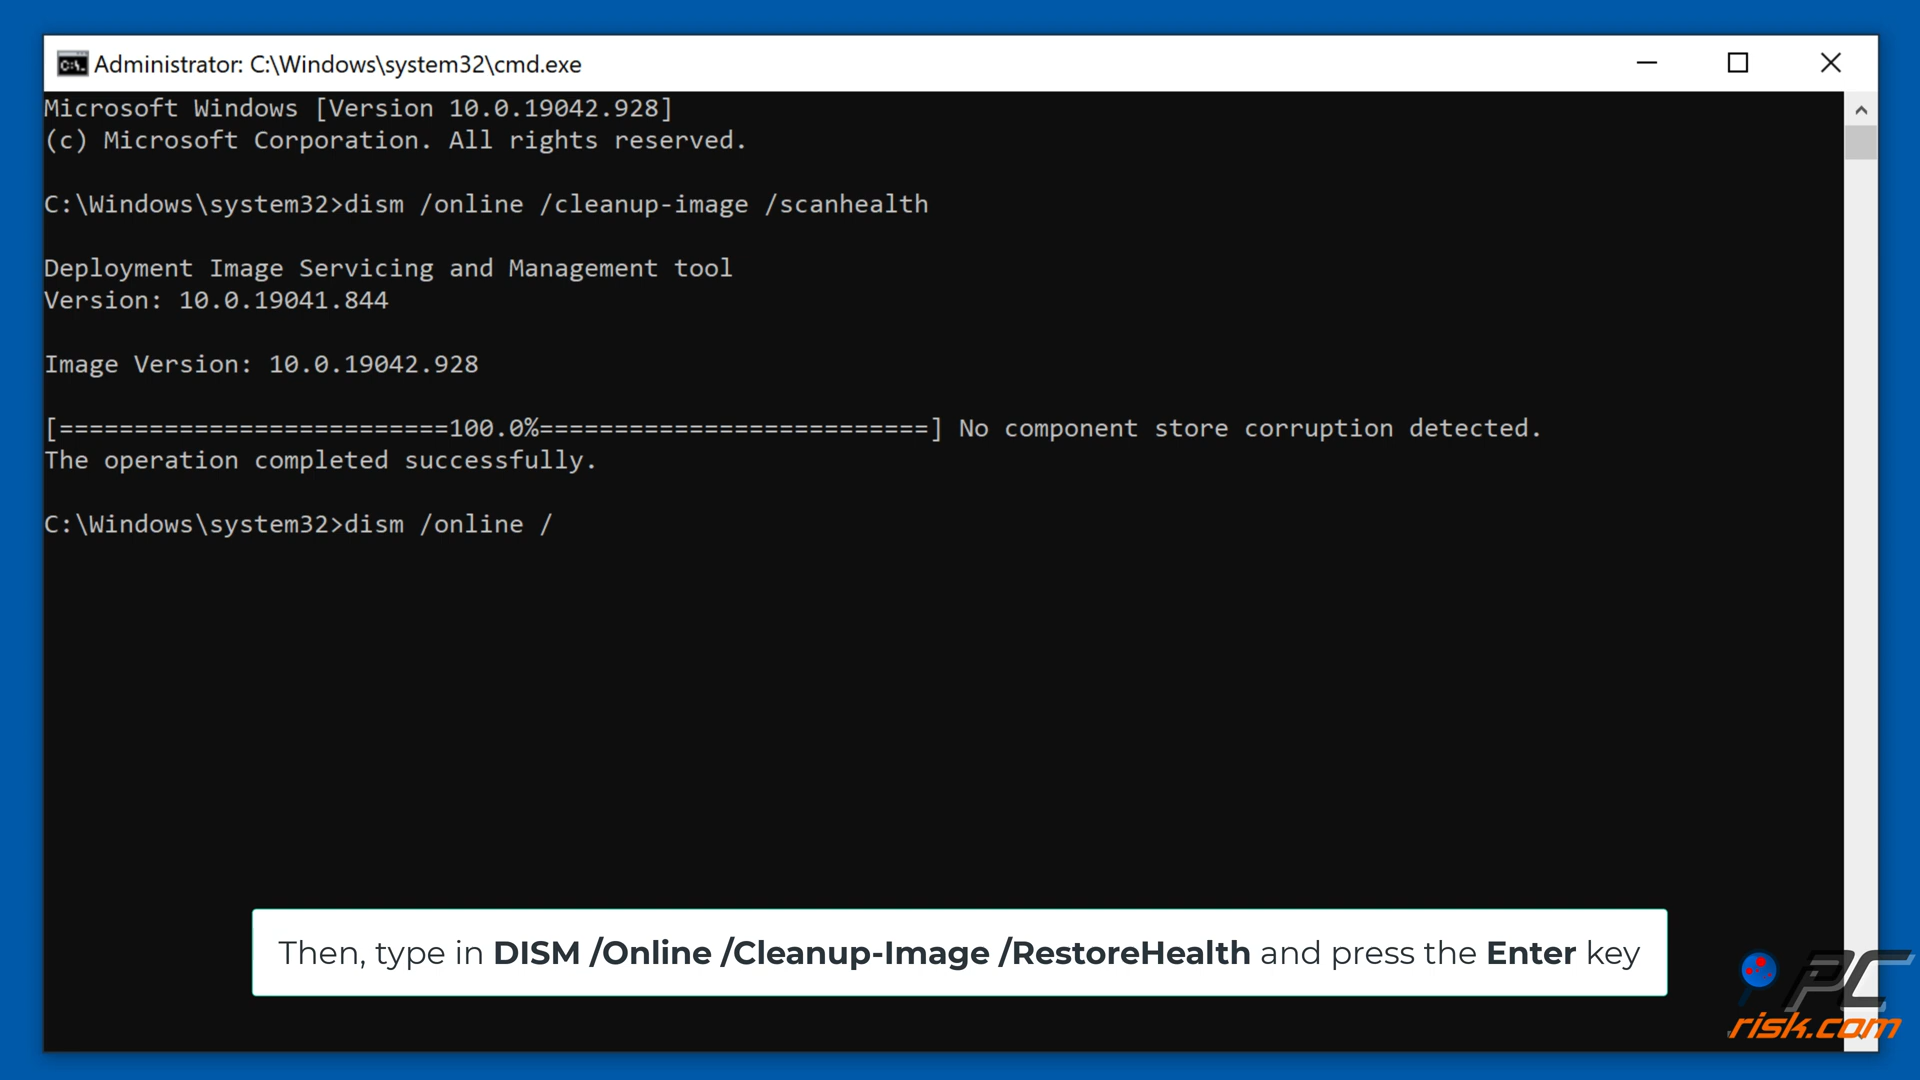 Administrator: C:\Windows\system32\cmd.exe
Microsoft Windows [Version 10.0.19042.928]
(c) Microsoft Corporation. All rights reserved.
C:\Windows\system32>dism /online /cleanup-image /scanhealth
Deployment Image Servicing and Management tool
Version: 10.0.19041.844
Image Version: 10.0.19042.928
[==========================100.0%==========================] No component store corruption detected.
The operation completed successfully.
C:\Windows\system32>dism /online /
Then, type in DISM /Online /Cleanup-Image /RestoreHealth and press the Enter key
PC
risk.com